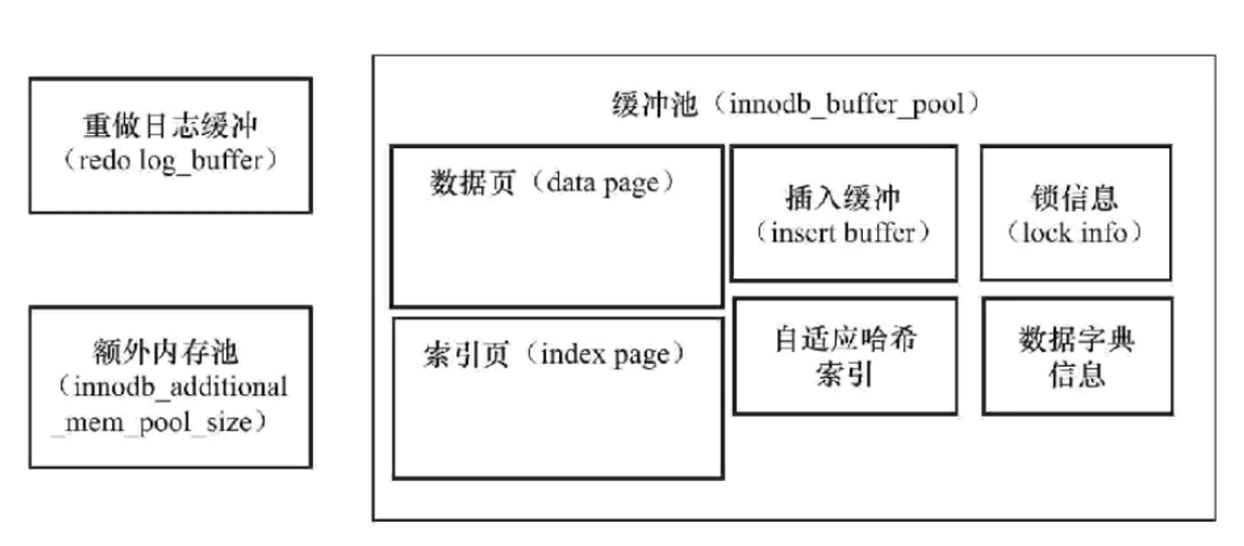 重做日志缓冲
（redo log_buffer）
额外内存池
（innodb_additional
_mem_pool_size）
缓冲池（innodb_buffer_pool）
数据页（data page）
插入缓冲
（insert buffer）
锁信息
（lock info）
索引页（index page）
自适应哈希
索引
数据字典
信息